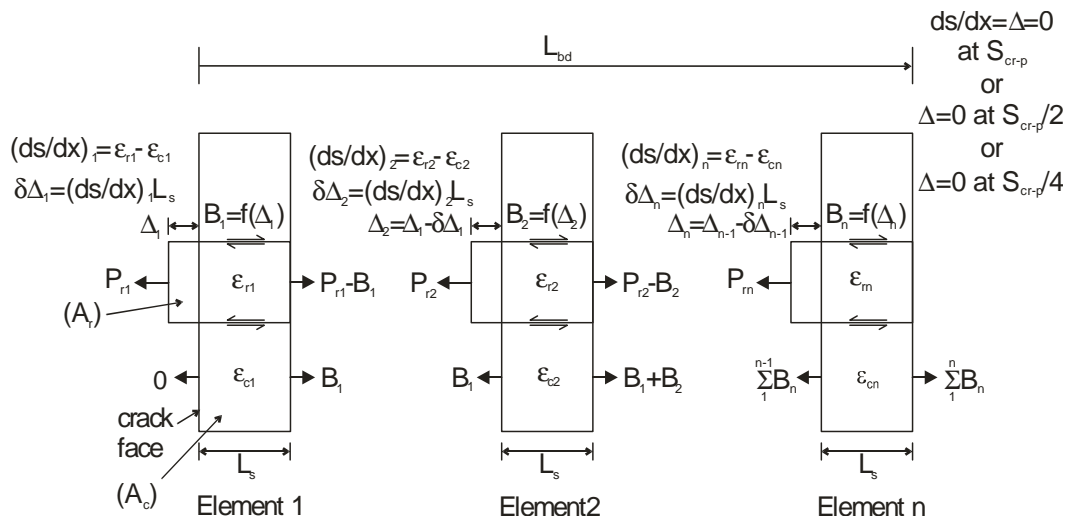 L_bd
ds/dx=Δ=0
at S_cr-p
or
Δ=0 at S_cr-p/2
or
Δ=0 at S_cr-p/4
(ds/dx)_1=ε_r1-ε_c1
δΔ_1=(ds/dx)_1L_s
Δ_1
B_1=f(Δ_1)
P_r1
ε_r1
P_r1-B_1
(A_r)
0
ε_c1
B_1
crack
face
L_s
(A_c)
Element 1
(ds/dx)_2=ε_r2-ε_c2
δΔ_2=(ds/dx)_2L_s
Δ_2=Δ_1-δΔ_1
B_2=f(Δ_2)
P_r2
ε_r2
P_r2-B_2
B_1
ε_c2
B_1+B_2
L_s
Element2
(ds/dx)_n=ε_rn-ε_cn
δΔ_n=(ds/dx)_nL_s
Δ_n=Δ_n-1-δΔ_n-1
B_n=f(Δ_n)
P_rn
ε_rn
P_rn-B_n
n-1
ΣB_n
1
ε_cn
n
ΣB_n
1
L_s
Element n